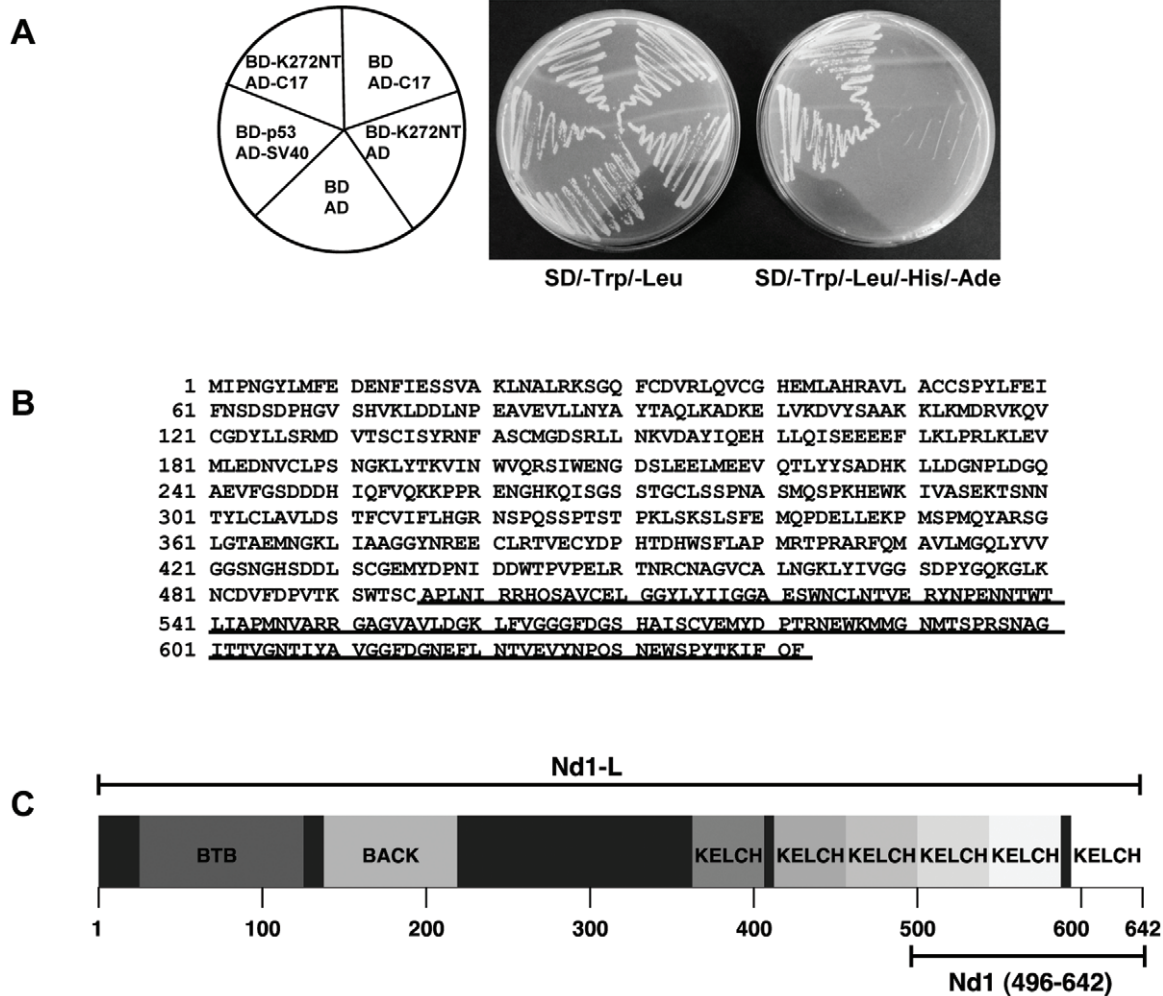 A
BD-K272NT
AD-C17
BD
AD-C17
BD-p53
AD-SV40
BD-K272NT
AD
BD
AD
SD/-Trp/-Leu
SD/-Trp/-Leu/-His/-Ade
B
1 MIPNGYLMFE DENFIESSVA KLNALRKSGQ FCDVRLQVCG HEMLAHRAVL ACCSPYLFEI
61 FNSDSDPHGV SHVKLDDLNP EAVEVLLNYA YTAQLKADKE LVKDVYSAAK KLKMDRVKQV
121 CGDYLLSRMD VTSCISYRNF ASCMGDSRLL NKVDAYIQEH LLQISEEEEF LKLPRLKLEV
181 MLEDNVCLPS NGKLYTKVIN WVQRSIWENG DSLEELMEEV QTLYYSADHK LLDGNPLDGQ
241 AEVFGSDDDH IQFVQKKPPR ENGHKQISGS STGCLSSPNA SMQSPKHEWK IVASEKTSNN
301 TYLCLAVLDS TFCVIFLHGR NSPQSSPTST PKLSKSLSFE MQPDELLEKP MSPMQYARSG
361 LGTAEMNGKL IAAGGYNREE CLRTVECYDP HTDHWSFLAP MRTPRARFQM AVLMGQLYVV
421 GGSNGHSDDL SCGEMYDPNI DDWTPVPELR TNRCNAGVCA LNGKLYIVGG SDPYGQKGLK
481 NCDVFDPVTK SWTSCAPLNI RRHOSAVCEL GGYLYIIGGA ESWNCLNTVE RYNPENNTWT
541 LIAPMNVARR GAGVAVLDGK LFVGGGFDGS HAISCVEMYD PTRNEWKMMG NMTSPRSNAG
601 ITTVGNTIYA VGGFDGNEFL NTVEVYNPOS NEWSPYTKIF OF
C
Nd1-L
BTB BACK KELCH KELCH KELCH KELCH KELCH KELCH
1 100 200 300 400 500 600 642
Nd1 (496-642)